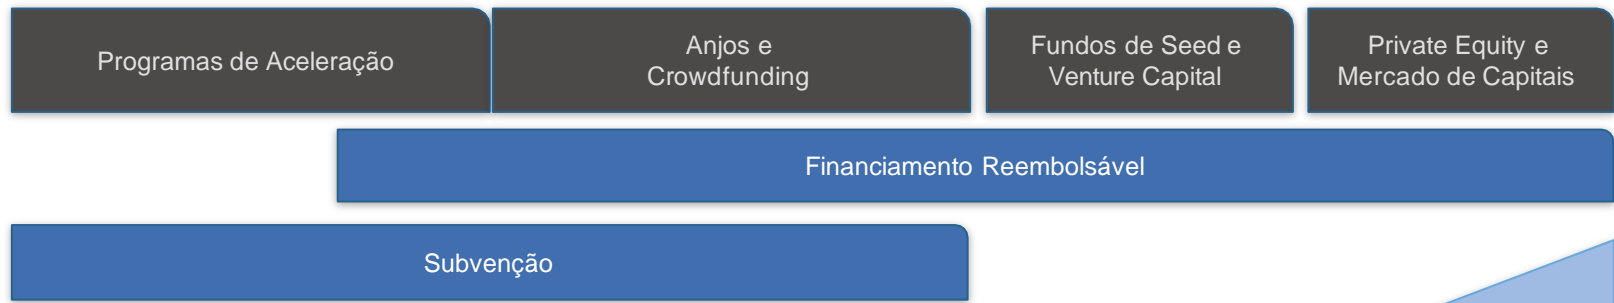 Programas de Aceleração
Anjos e
Crowdfunding
Fundos de Seed e
Venture Capital
Private Equity e
Mercado de Capitais
Financiamento Reembolsável
Subvenção